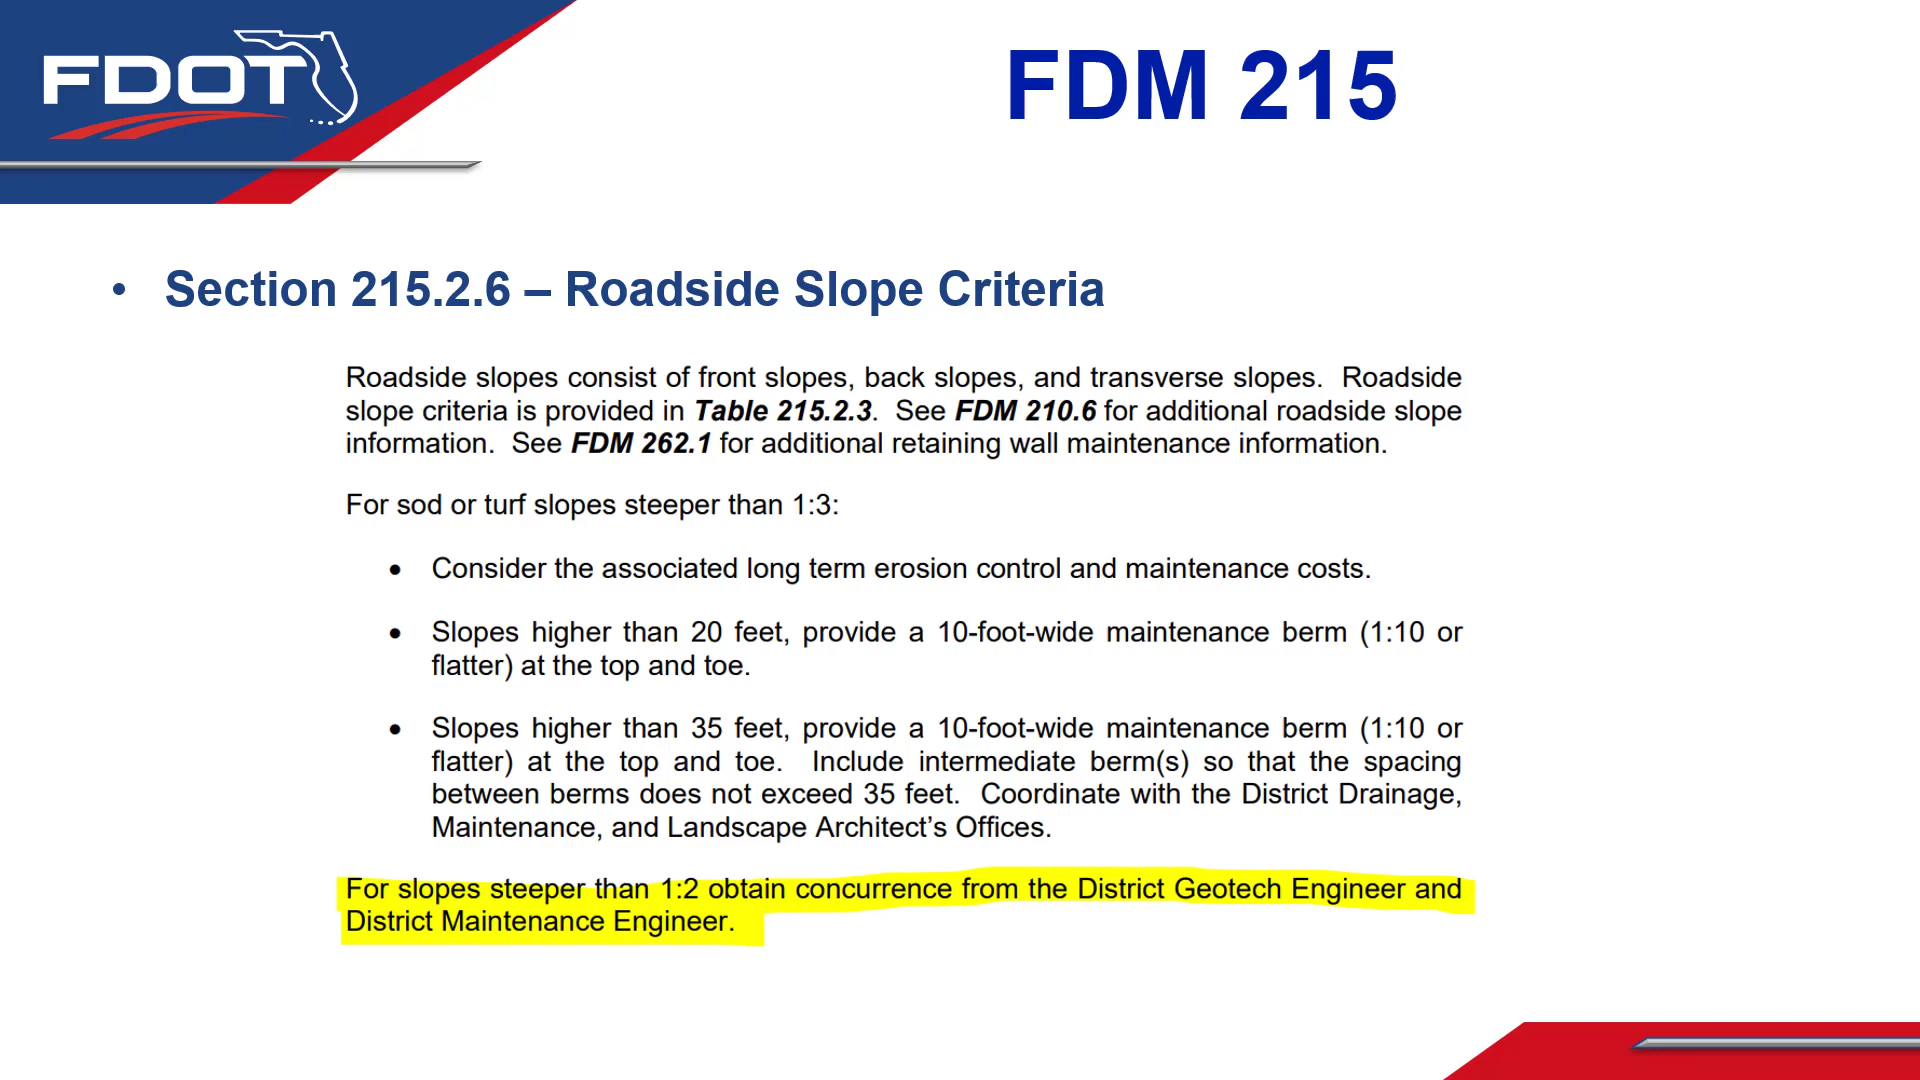 FDOT
FDM 215
• Section 215.2.6 – Roadside Slope Criteria
Roadside slopes consist of front slopes, back slopes, and transverse slopes. Roadside
slope criteria is provided in Table 215.2.3. See FDM 210.6 for additional roadside slope
information. See FDM 262.1 for additional retaining wall maintenance information.
For sod or turf slopes steeper than 1:3:
• Consider the associated long term erosion control and maintenance costs.
• Slopes higher than 20 feet, provide a 10-foot-wide maintenance berm (1:10 or
flatter) at the top and toe.
• Slopes higher than 35 feet, provide a 10-foot-wide maintenance berm (1:10 or
flatter) at the top and toe. Include intermediate berm(s) so that the spacing
between berms does not exceed 35 feet. Coordinate with the District Drainage,
Maintenance, and Landscape Architect’s Offices.
For slopes steeper than 1:2 obtain concurrence from the District Geotech Engineer and
District Maintenance Engineer.